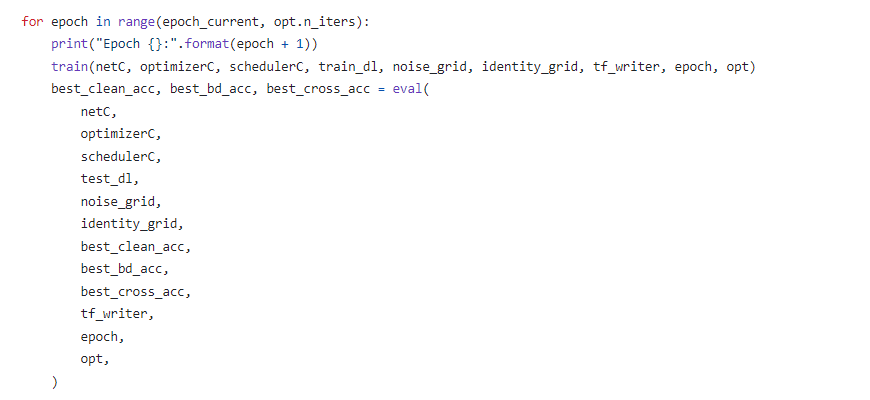 for epoch in range(epoch_current, opt.n_iters):
    print("Epoch {}:".format(epoch + 1))
    train(netC, optimizerC, schedulerC, train_dl, noise_grid, identity_grid, tf_writer, epoch, opt)
    best_clean_acc, best_bd_acc, best_cross_acc = eval(
        netC,
        optimizerC,
        schedulerC,
        test_dl,
        noise_grid,
        identity_grid,
        best_clean_acc,
        best_bd_acc,
        best_cross_acc,
        tf_writer,
        epoch,
        opt,
    )